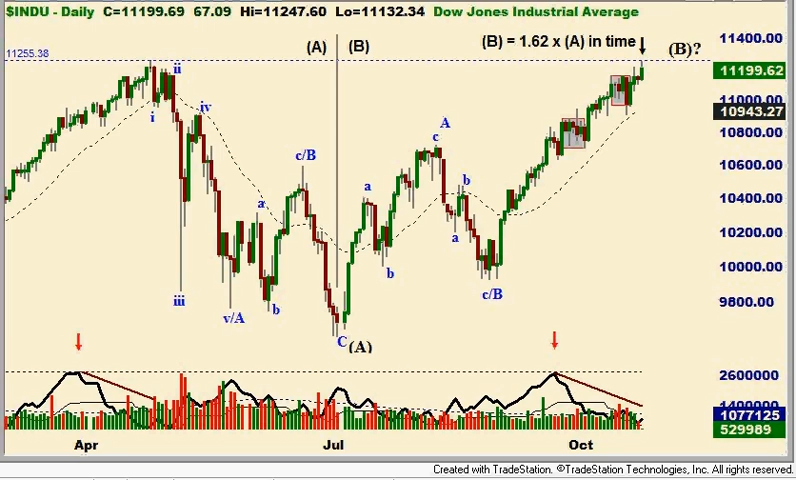 $INDU - Daily C=11199.69 67.09 Hi=11247.60 Lo=11132.34 Dow Jones Industrial Average
(A) (B) (B) = 1.62 x (A) in time (B)?
11400.00
11255.38
11199.62
11000.00
10943.27
10800.00
10600.00
10400.00
10200.00
10000.00
9800.00
ii
i
iv
c/B
a
A
c
a
b
b
a
iii
v/A
b
c/B
C (A)
2600000
1400000
1077125
529989
Apr Jul Oct
Created with TradeStation. ©TradeStation Technologies, Inc. All rights reserved.